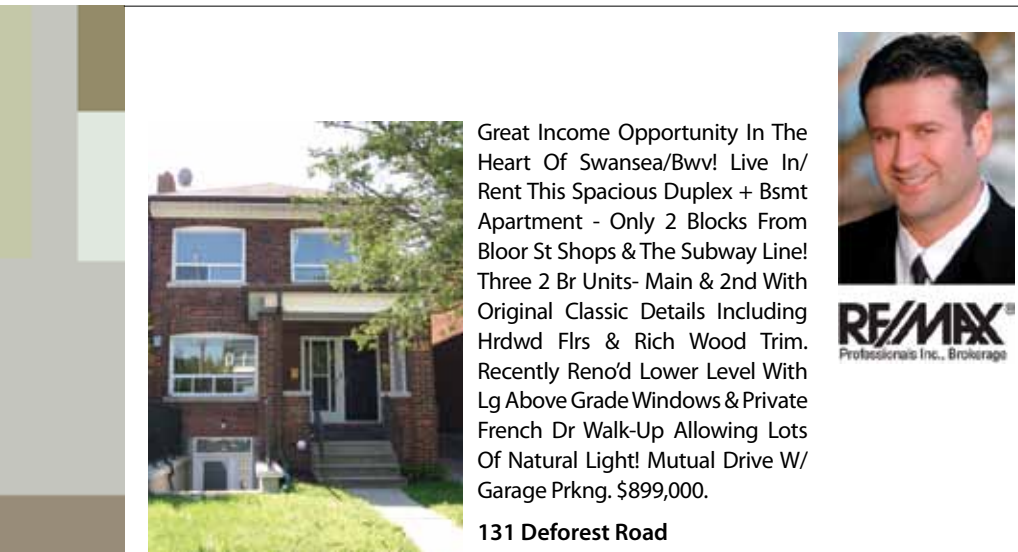 Great Income Opportunity In The
Heart Of Swansea/Bwv! Live In/
Rent This Spacious Duplex + Bsmt
Apartment - Only 2 Blocks From
Bloor St Shops & The Subway Line!
Three 2 Br Units- Main & 2nd With
Original Classic Details Including
Hrdwd Flrs & Rich Wood Trim.
Recently Reno’d Lower Level With
Lg Above Grade Windows & Private
French Dr Walk-Up Allowing Lots
Of Natural Light! Mutual Drive W/
Garage Prkng. $899,000.
131 Deforest Road
RE/MAX®
Professionals Inc., Brokerage